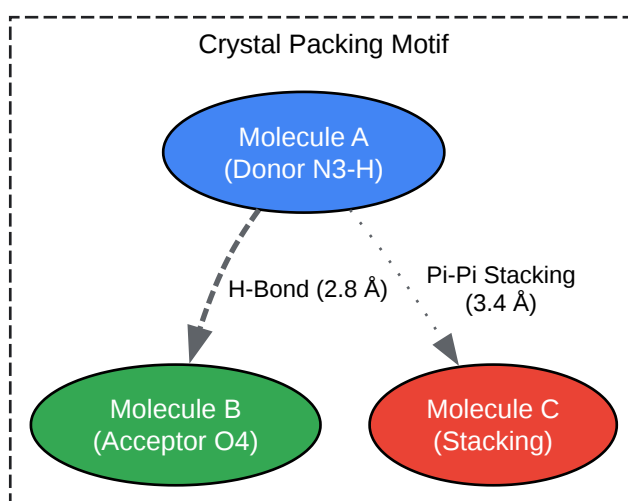 Crystal Packing Motif
Molecule A
(Donor N3-H)
H-Bond (2.8 Å)
Pi-Pi Stacking
(3.4 Å)
Molecule B
(Acceptor O4)
Molecule C
(Stacking)